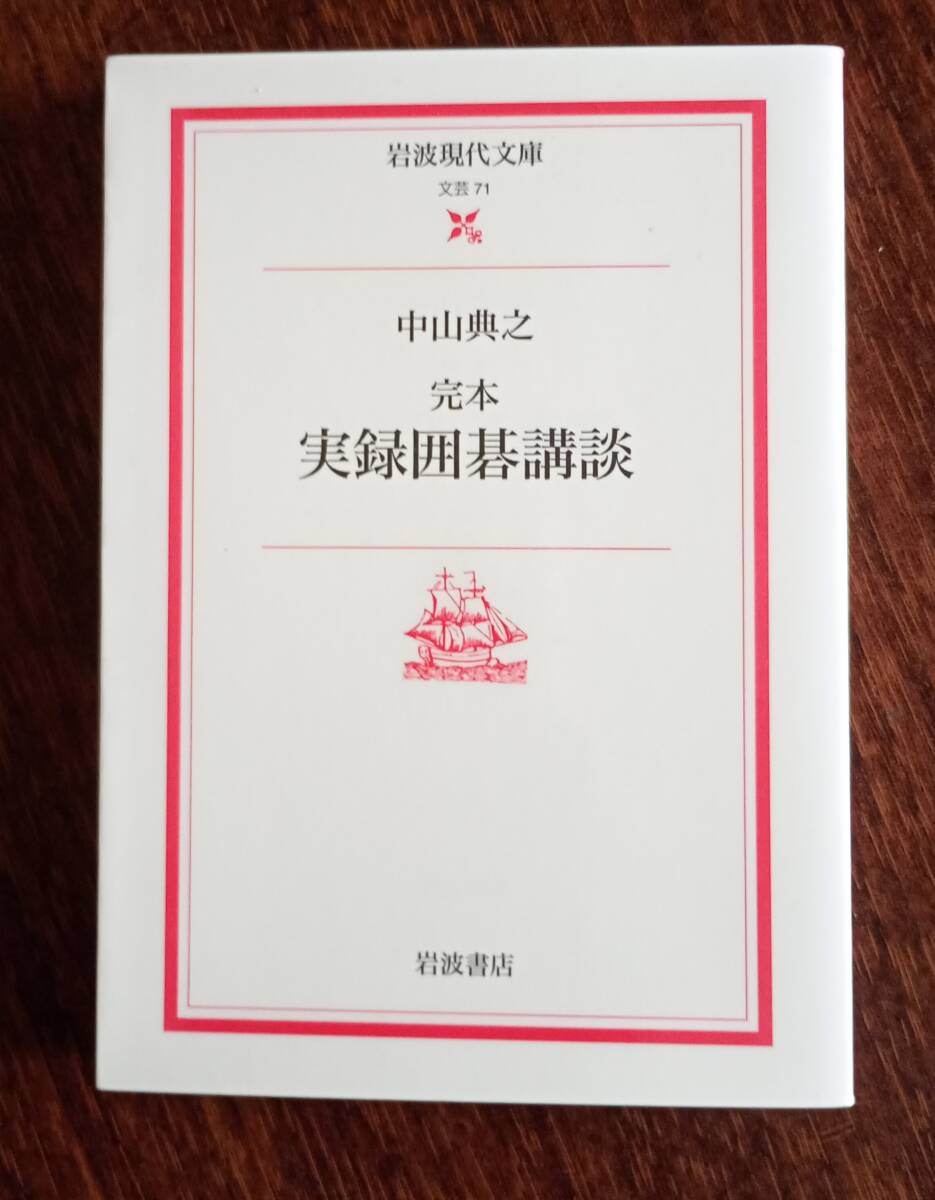 岩波現代文庫
文芸 71
中山典之
完本
実録囲碁講談
岩波書店